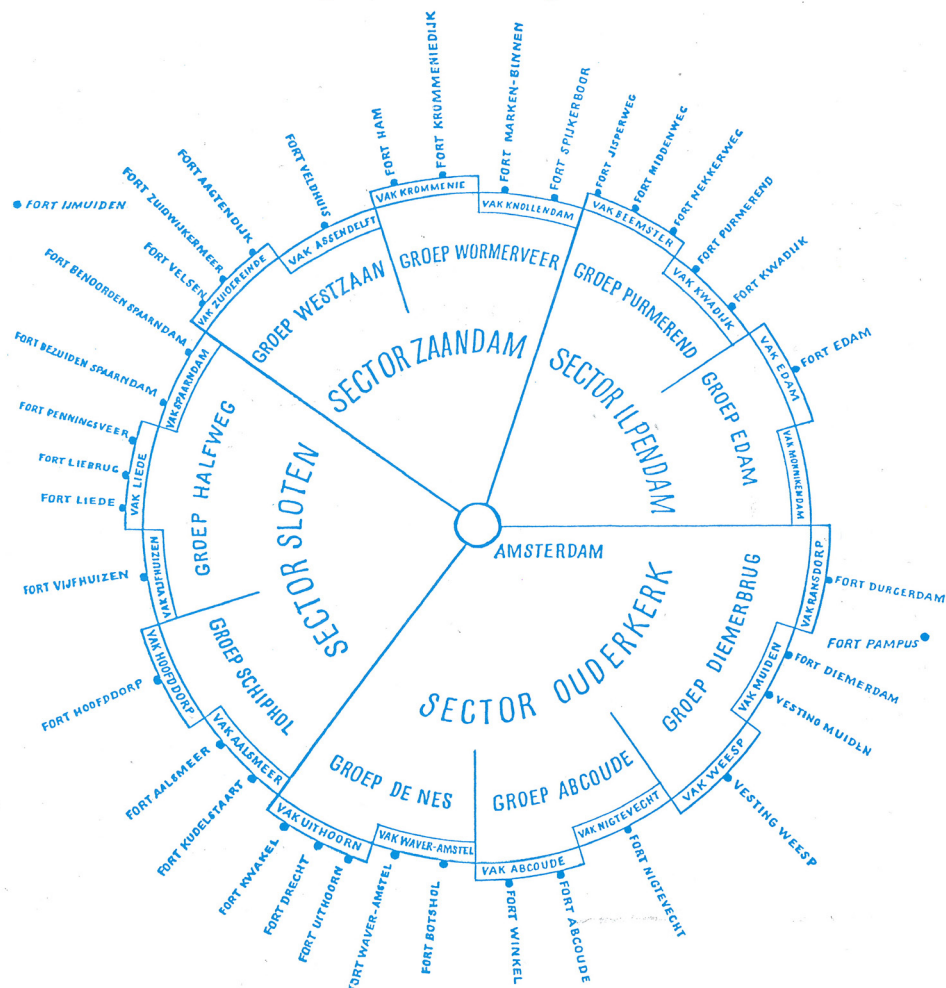 FORT IJMUIDEN
FORT BENOORDEN SPAARNDAM
FORT VELSEN
FORT ZUIDWIJKERMEER
FORT AAGTENDIJK
FORT VELDHUIS
FORT HAM
FORT KRUMMENIEDIJK
FORT MARKEN-BINNEN
FORT SPIJKERBOOR
FORT JISPERWEG
FORT MIDDENWEG
FORT NEKKERWEG
FORT PURMEREND
FORT KWADIJK
FORT EDAM
FORT DURGERDAM
FORT PAMPUS
FORT DIEMERDAM
VESTING MUIDEN
VESTING WEESP
FORT NIGTEVECHT
FORT ABCOUDE
FORT WINKEL
FORT BOTSHOL
FORT WAVER-AMSTEL
FORT UITHOORN
FORT DRECHT
FORT KWAKEL
FORT KUDELSTAART
FORT AALSMEER
FORT HOOFDDORP
FORT VIJFHUIZEN
FORT LIEDE
FORT LIEBRUG
FORT PENNINGSVEER
FORT BEZUIDEN SPAARNDAM
VAK ZUIDEREINDE
VAK ASSENDELFT
VAK KROMMENIE
VAK KNOLLENDAM
VAK BEEMSTER
VAK KWADIJK
VAK EDAM
VAK MONNIKENDAM
VAK RANSDORP
VAK MUIDEN
VAK WEESP
VAK NIGTEVECHT
VAK ABCOUDE
VAK WAVER-AMSTEL
VAK UITHOORN
VAK AALSMEER
VAK HOOFDDORP
VAK VIJFHUIZEN
VAK LIEDE
VAK SPAARNDAM
GROEP WESTZAAN
GROEP WORMERVEER
GROEP PURMEREND
GROEP EDAM
GROEP DIEMERBRUG
GROEP ABCOUDE
GROEP DE NES
GROEP SCHIPHOL
GROEP HALFWEG
SECTOR ZAANDAM
SECTOR ILPENDAM
SECTOR OUDERKERK
SECTOR SLOTEN
AMSTERDAM